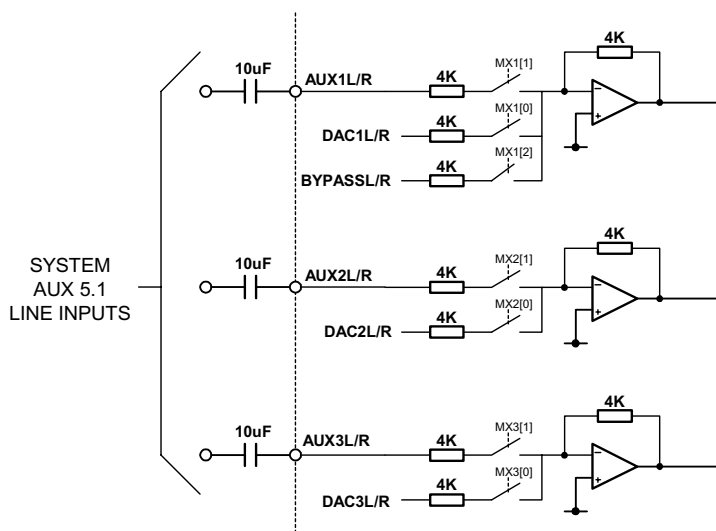 4K
10uF
AUX1L/R
4K
MX1[1]
DAC1L/R
4K
MX1[0]
BYPASSL/R
MX1[2]
4K
10uF
AUX2L/R
4K
MX2[1]
DAC2L/R
4K
MX2[0]
SYSTEM
AUX 5.1
LINE INPUTS
4K
10uF
AUX3L/R
4K
MX3[1]
DAC3L/R
4K
MX3[0]